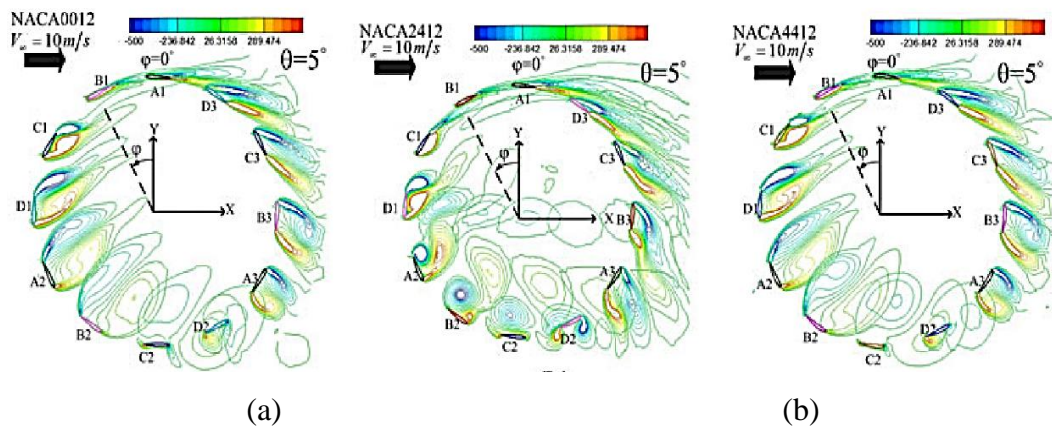 NACA0012
V∞ = 10 m/s
-500 -236.842 26.3158 289.474
φ=0°
θ=5°
B1
A1
D3
C1
C3
Y
φ
X
D1
B3
A2
A3
B2
D2
C2
NACA2412
V∞ = 10 m/s
-500 -236.842 26.3158 289.474
φ=0°
θ=5°
B1
A1
D3
C1
C3
Y
φ
X
D1
B3
A2
A3
B2
D2
C2
NACA4412
V∞ = 10 m/s
-500 -236.842 26.3158 289.474
φ=0°
θ=5°
B1
A1
D3
C1
C3
Y
φ
X
D1
B3
A2
A3
B2
D2
C2
(a) (b)